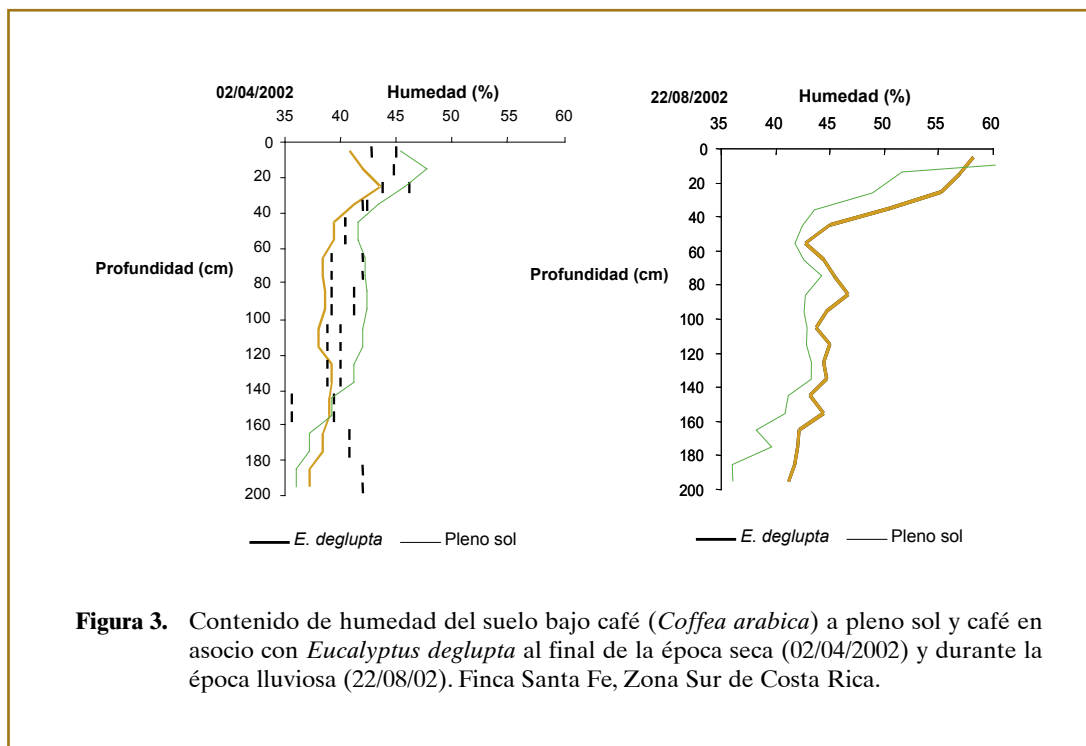 02/04/2002 Humedad (%)
35 40 45 50 55 60
0
20
40
60
Profundidad (cm)
80
100
120
140
160
180
200
E. deglupta Pleno sol
22/08/2002 Humedad (%)
35 40 45 50 55 60
0
20
40
60
Profundidad (cm)
80
100
120
140
160
180
200
E. deglupta Pleno sol
Figura 3. Contenido de humedad del suelo bajo café (Coffea arabica) a pleno sol y café en
asocio con Eucalyptus deglupta al final de la época seca (02/04/2002) y durante la
época lluviosa (22/08/02). Finca Santa Fe, Zona Sur de Costa Rica.